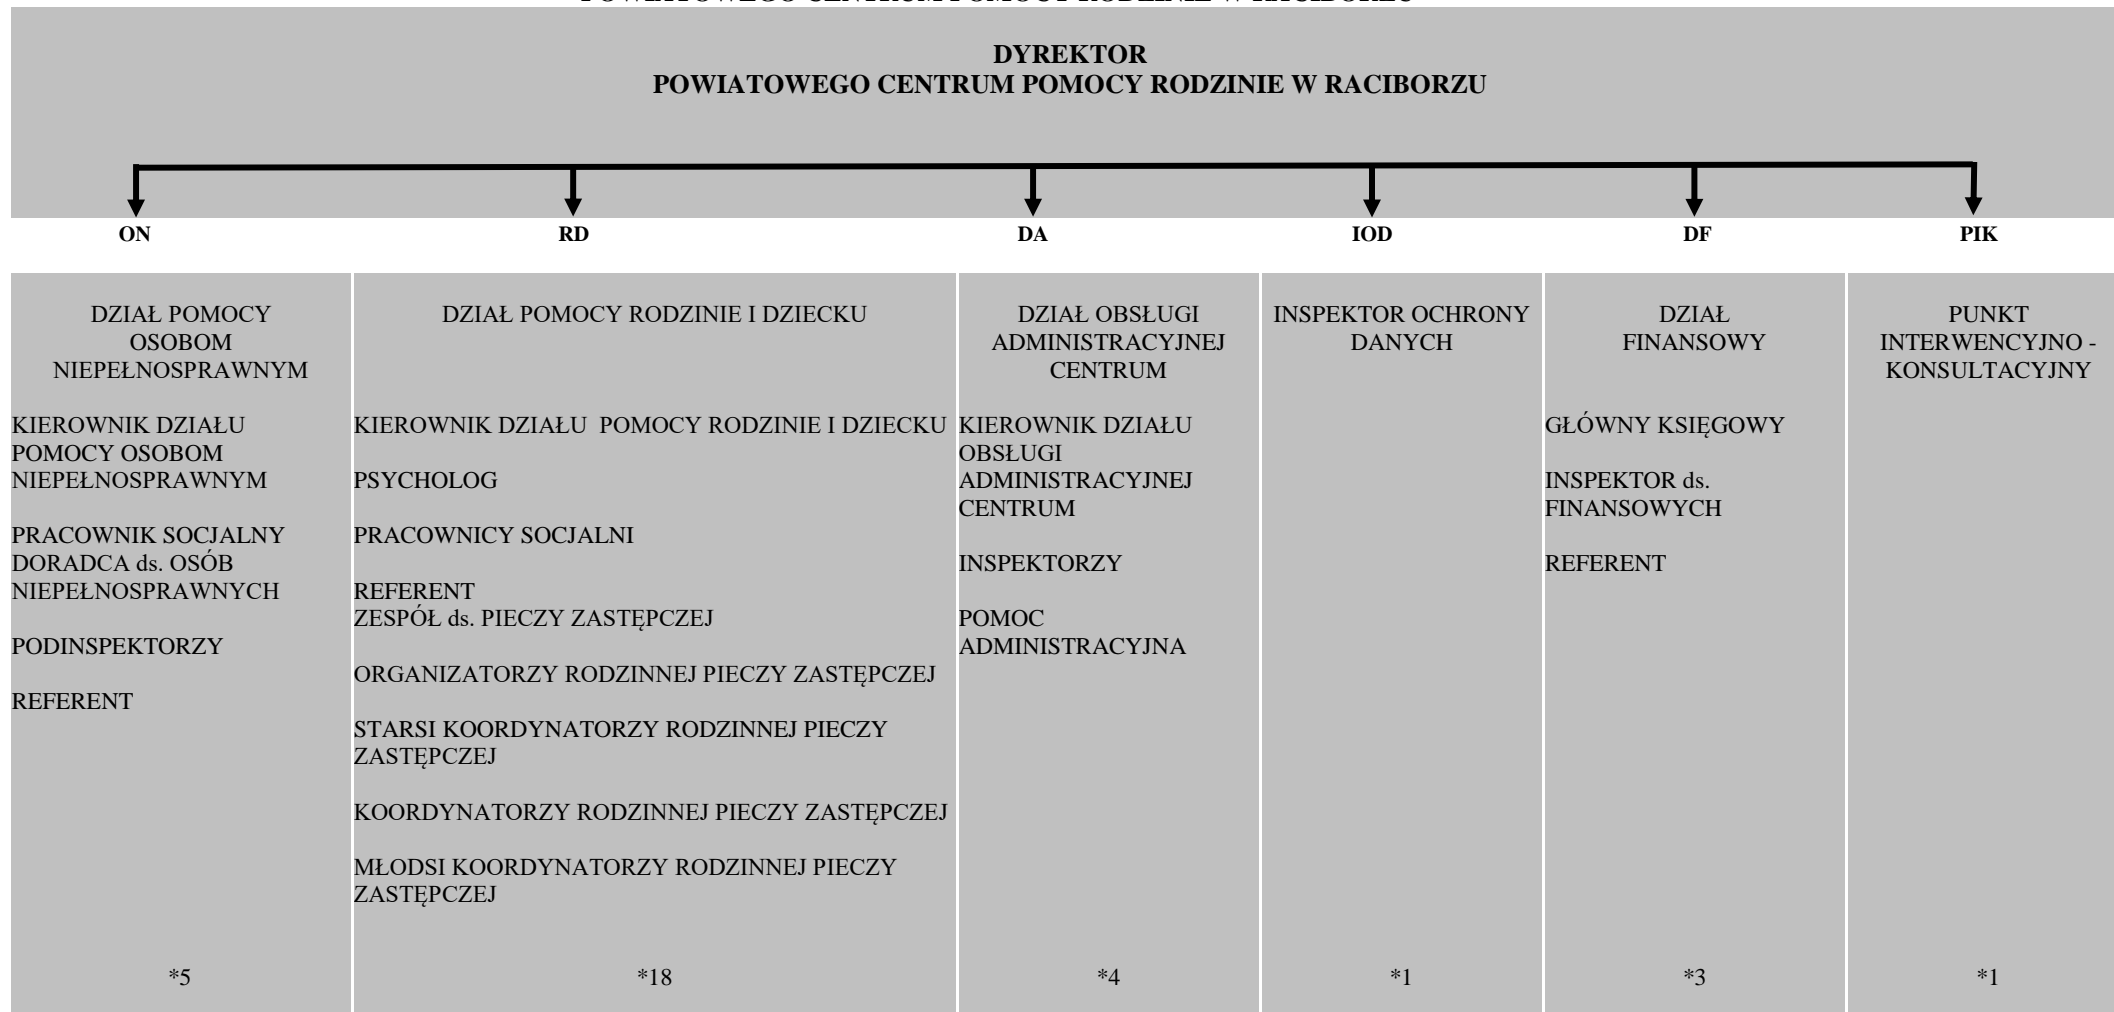 POWIATOWEGO CENTRUM POMOCY RODZINIE W RACIBORZU
DYREKTOR
POWIATOWEGO CENTRUM POMOCY RODZINIE W RACIBORZU
ON
RD
DA
IOD
DF
PIK
DZIAŁ POMOCY
OSOBOM
NIEPEŁNOSPRAWNYM
KIEROWNIK DZIAŁU
POMOCY OSOBOM
NIEPEŁNOSPRAWNYM
PRACOWNIK SOCJALNY
DORADCA ds. OSÓB
NIEPEŁNOSPRAWNYCH
PODINSPEKTORZY
REFERENT
*5
DZIAŁ POMOCY RODZINIE I DZIECKU
KIEROWNIK DZIAŁU POMOCY RODZINIE I DZIECKU
PSYCHOLOG
PRACOWNICY SOCJALNI
REFERENT
ZESPÓŁ ds. PIECZY ZASTĘPCZEJ
ORGANIZATORZY RODZINNEJ PIECZY ZASTĘPCZEJ
STARSI KOORDYNATORZY RODZINNEJ PIECZY
ZASTĘPCZEJ
KOORDYNATORZY RODZINNEJ PIECZY ZASTĘPCZEJ
MŁODSI KOORDYNATORZY RODZINNEJ PIECZY
ZASTĘPCZEJ
*18
DZIAŁ OBSŁUGI
ADMINISTRACYJNEJ
CENTRUM
KIEROWNIK DZIAŁU
OBSŁUGI
ADMINISTRACYJNEJ
CENTRUM
INSPEKTORZY
POMOC
ADMINISTRACYJNA
*4
INSPEKTOR OCHRONY
DANYCH
*1
DZIAŁ
FINANSOWY
GŁÓWNY KSIĘGOWY
INSPEKTOR ds.
FINANSOWYCH
REFERENT
*3
PUNKT
INTERWENCYJNO -
KONSULTACYJNY
*1